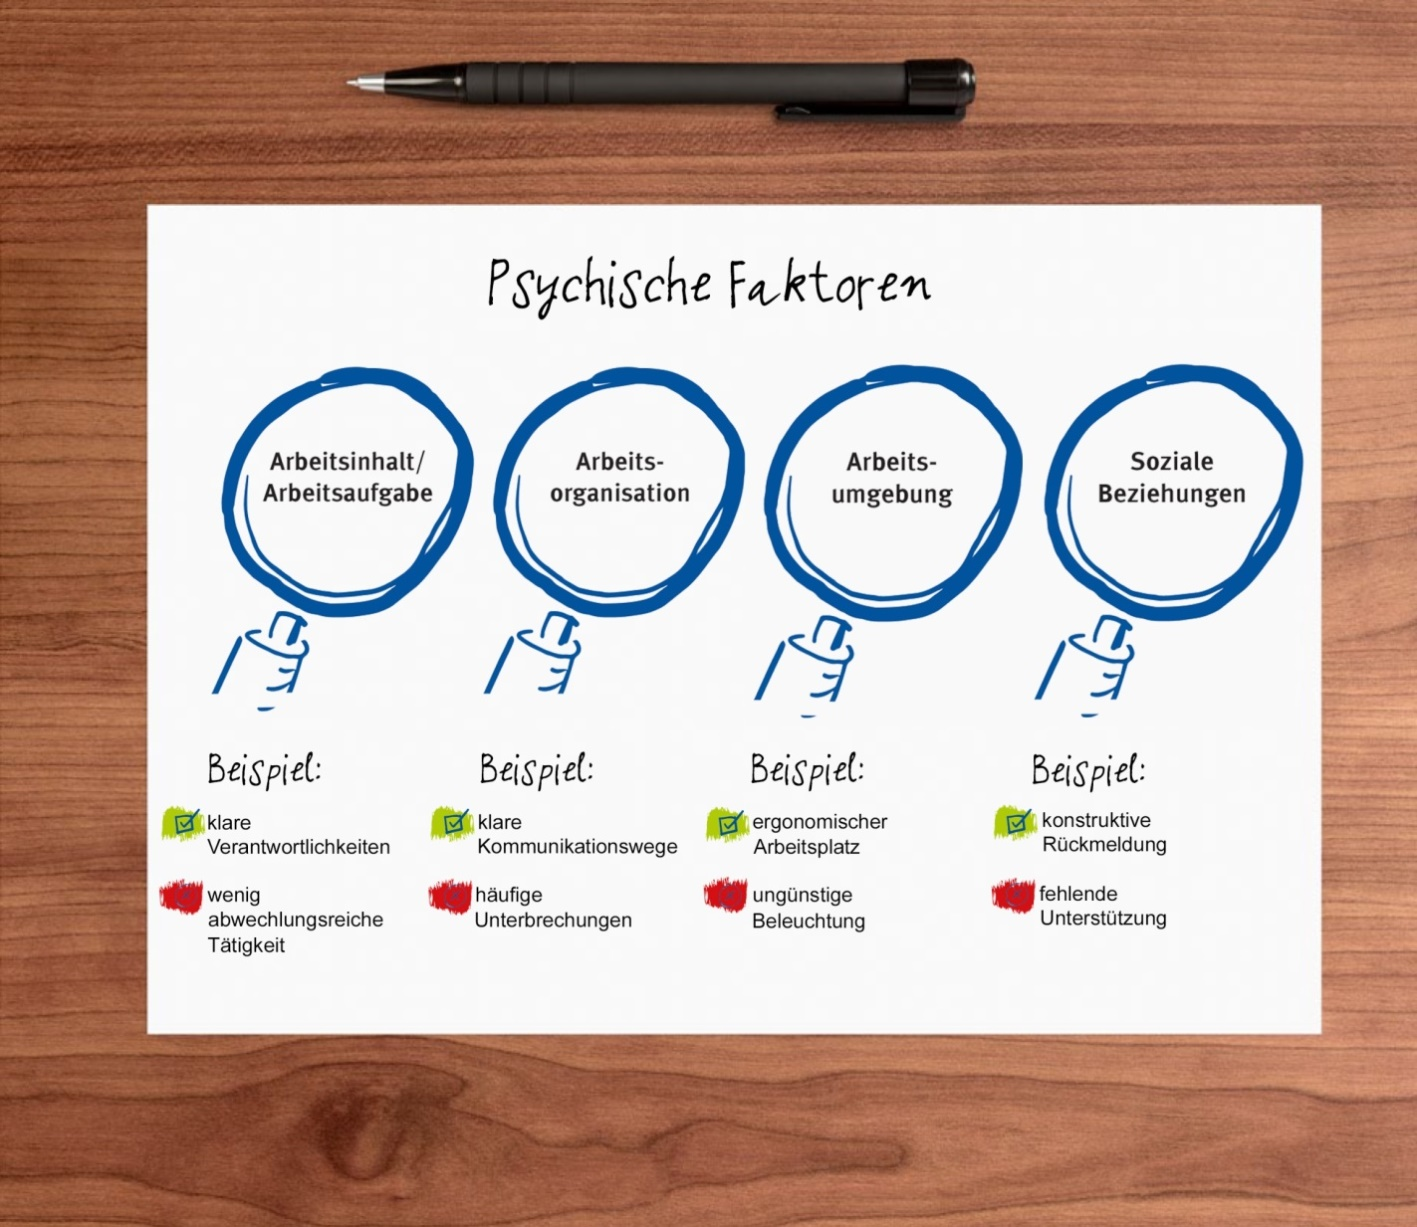 Psychische Faktoren
Arbeitsinhalt/
Arbeitsaufgabe
Arbeits-
organisation
Arbeits-
umgebung
Soziale
Beziehungen
Beispiel:
klare
Verantwortlichkeiten
wenig
abwechlungsreiche
Tätigkeit
Beispiel:
klare
Kommunikationswege
häufige
Unterbrechungen
Beispiel:
ergonomischer
Arbeitsplatz
ungünstige
Beleuchtung
Beispiel:
konstruktive
Rückmeldung
fehlende
Unterstützung